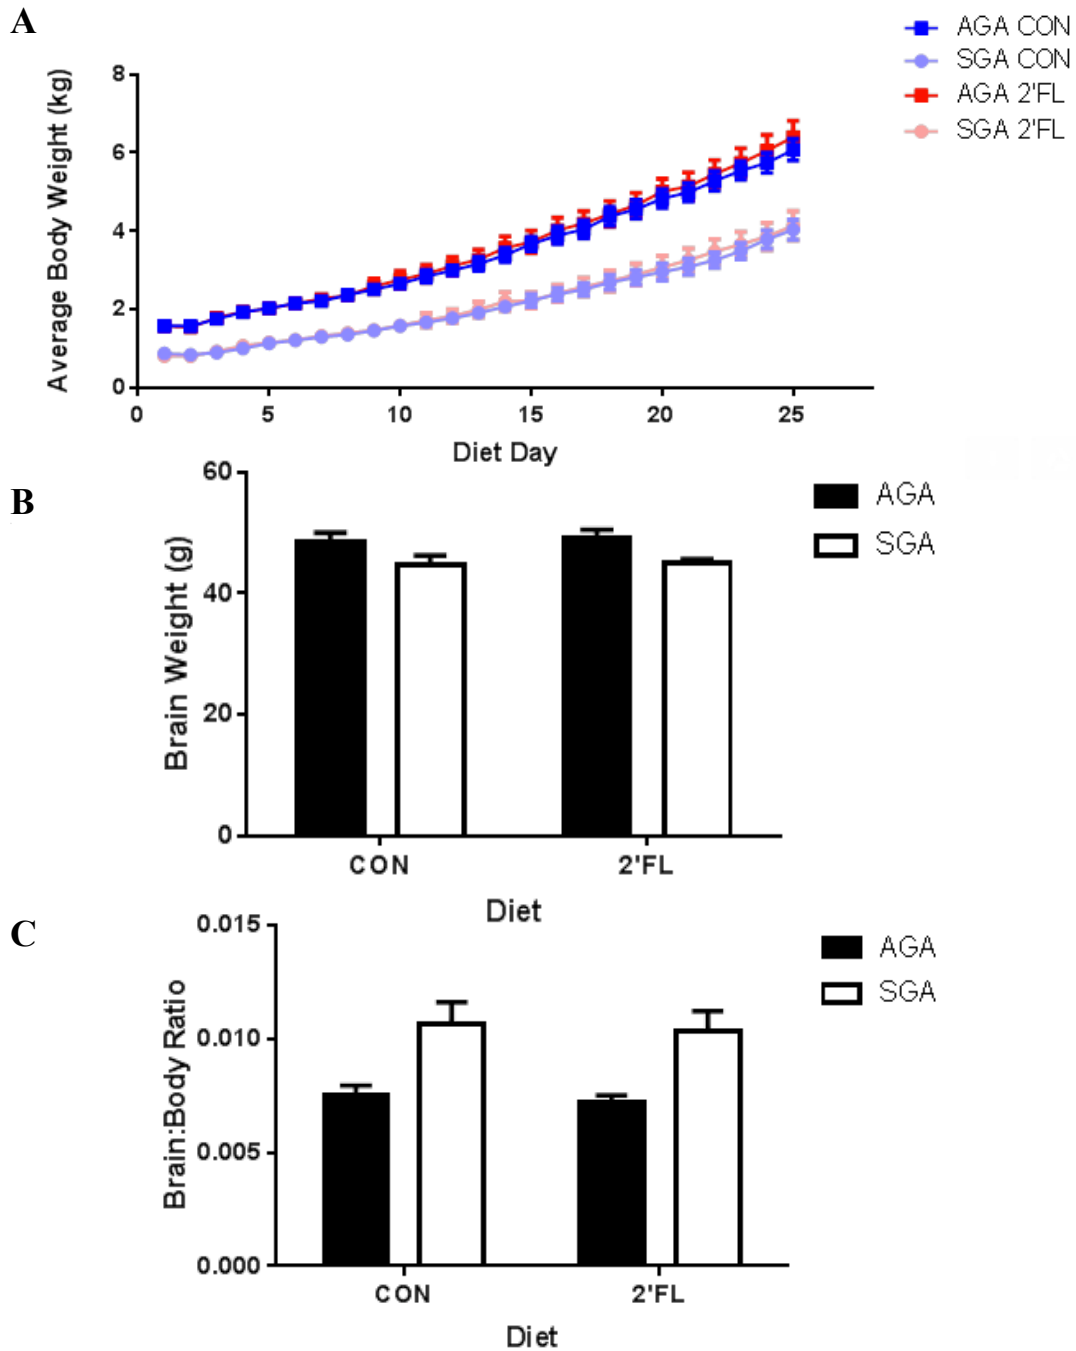 A
AGA CON
SGA CON
AGA 2'FL
SGA 2'FL
Average Body Weight (kg)
8
6
4
2
0
0 5 10 15 20 25
Diet Day
B
AGA
SGA
Brain Weight (g)
60
40
20
0
CON 2'FL
Diet
C
AGA
SGA
Brain:Body Ratio
0.015
0.010
0.005
0.000
CON 2'FL
Diet